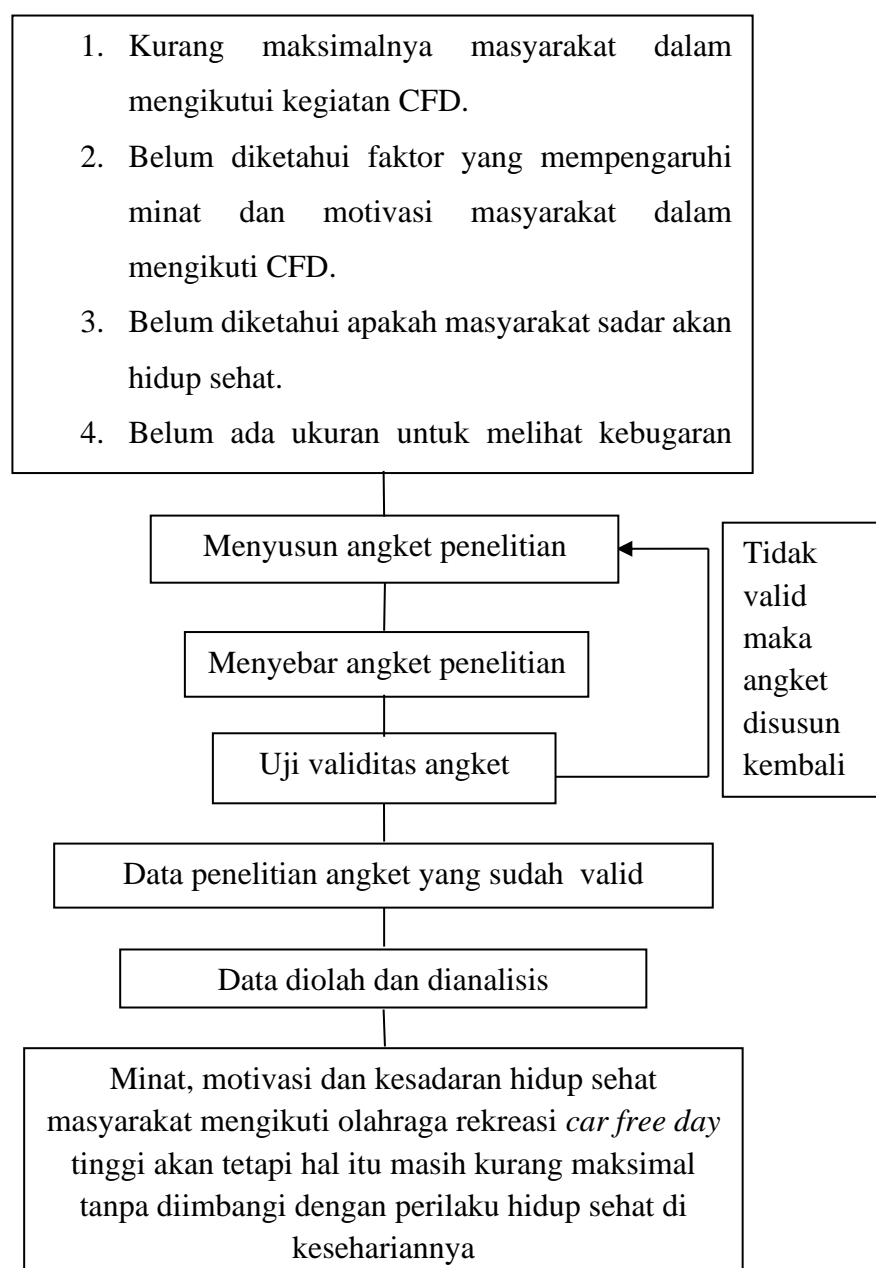 1. Kurang maksimalnya masyarakat dalam
mengikutui kegiatan CFD.
2. Belum diketahui faktor yang mempengaruhi
minat dan motivasi masyarakat dalam
mengikuti CFD.
3. Belum diketahui apakah masyarakat sadar akan
hidup sehat.
4. Belum ada ukuran untuk melihat kebugaran
Menyusun angket penelitian
Tidak
valid
maka
angket
disusun
kembali
Menyebar angket penelitian
Uji validitas angket
Data penelitian angket yang sudah valid
Data diolah dan dianalisis
Minat, motivasi dan kesadaran hidup sehat
masyarakat mengikuti olahraga rekreasi car free day
tinggi akan tetapi hal itu masih kurang maksimal
tanpa diimbangi dengan perilaku hidup sehat di
kesehariannya